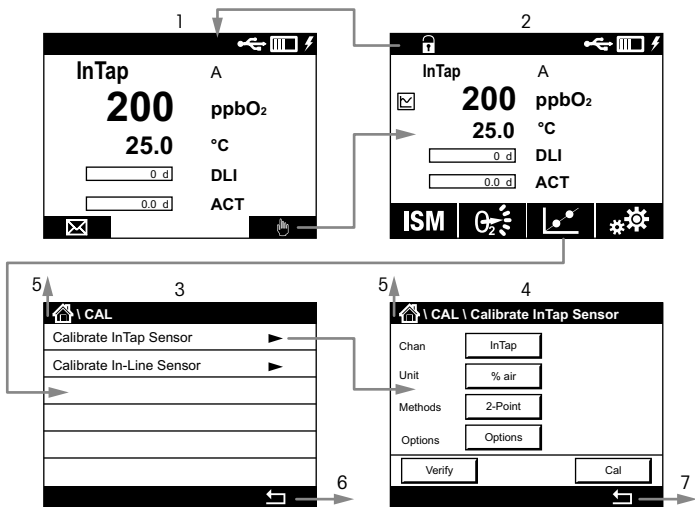 1
InTap A
200 ppbO₂
25.0 °C
0 d DLI
0.0 d ACT
2
InTap A
200 ppbO₂
25.0 °C
0 d DLI
0.0 d ACT
ISM O₂
5
3
\ CAL
Calibrate InTap Sensor
Calibrate In-Line Sensor
6
5
4
\ CAL \ Calibrate InTap Sensor
Chan InTap
Unit % air
Methods 2-Point
Options Options
Verify Cal
7